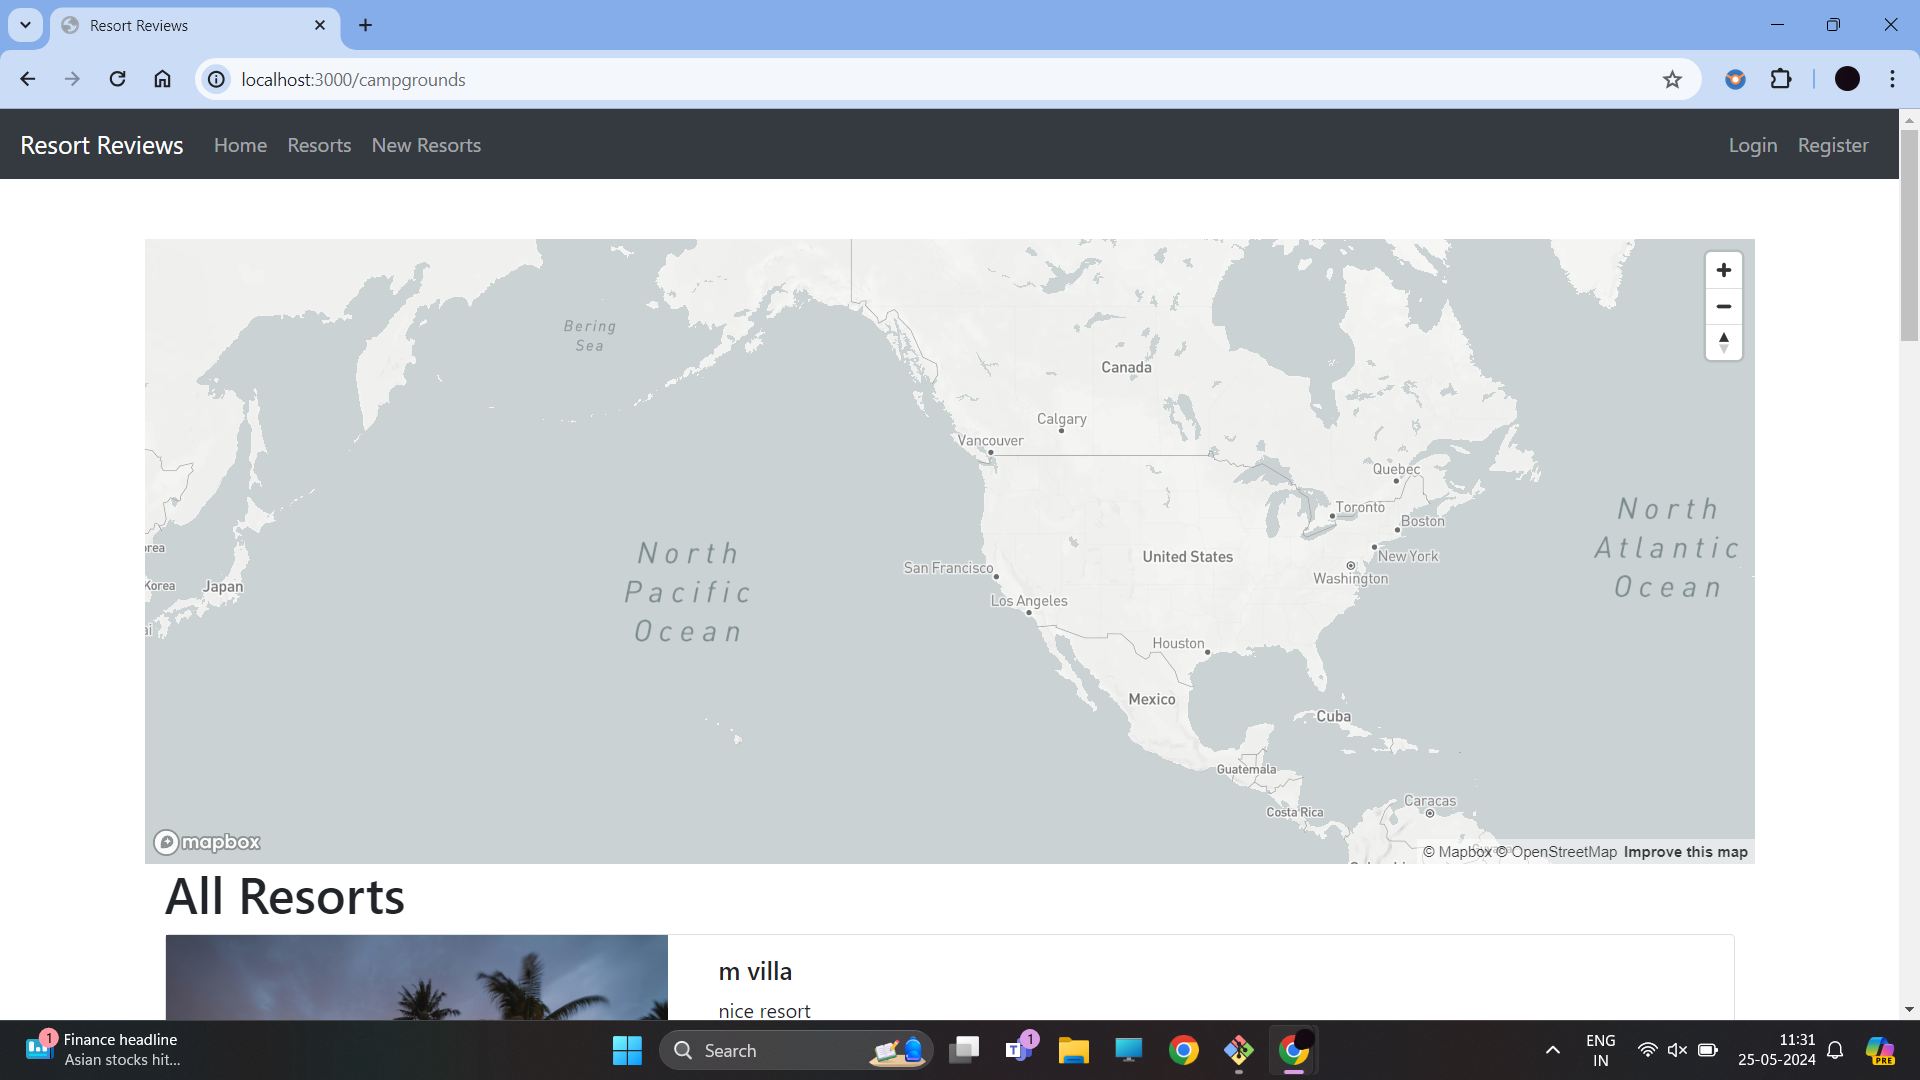 Resort Reviews
localhost:3000/campgrounds
Resort Reviews Home Resorts New Resorts Login Register
Bering
Sea
Canada
Calgary
Vancouver
Quebec
Toronto
Boston
North
Atlantic
Ocean
North
Pacific
Ocean
orea
Korea
Japan
San Francisco
United States
New York
Washington
Los Angeles
Houston
Mexico
Cuba
Guatemala
Costa Rica
Caracas
mapbox
© Mapbox © OpenStreetMap Improve this map
All Resorts
m villa
nice resort
1
Finance headline
Asian stocks hit...
Search
1
ENG
IN
11:31
25-05-2024
PRE